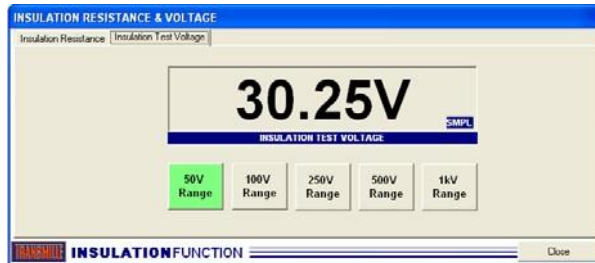 INSULATION RESISTANCE & VOLTAGE
Insulation Resistance Insulation Test Voltage
30.25V
SMPL
INSULATION TEST VOLTAGE
50V Range
100V Range
250V Range
500V Range
1kV Range
TRANSMILLE INSULATIONFUNCTION
Close